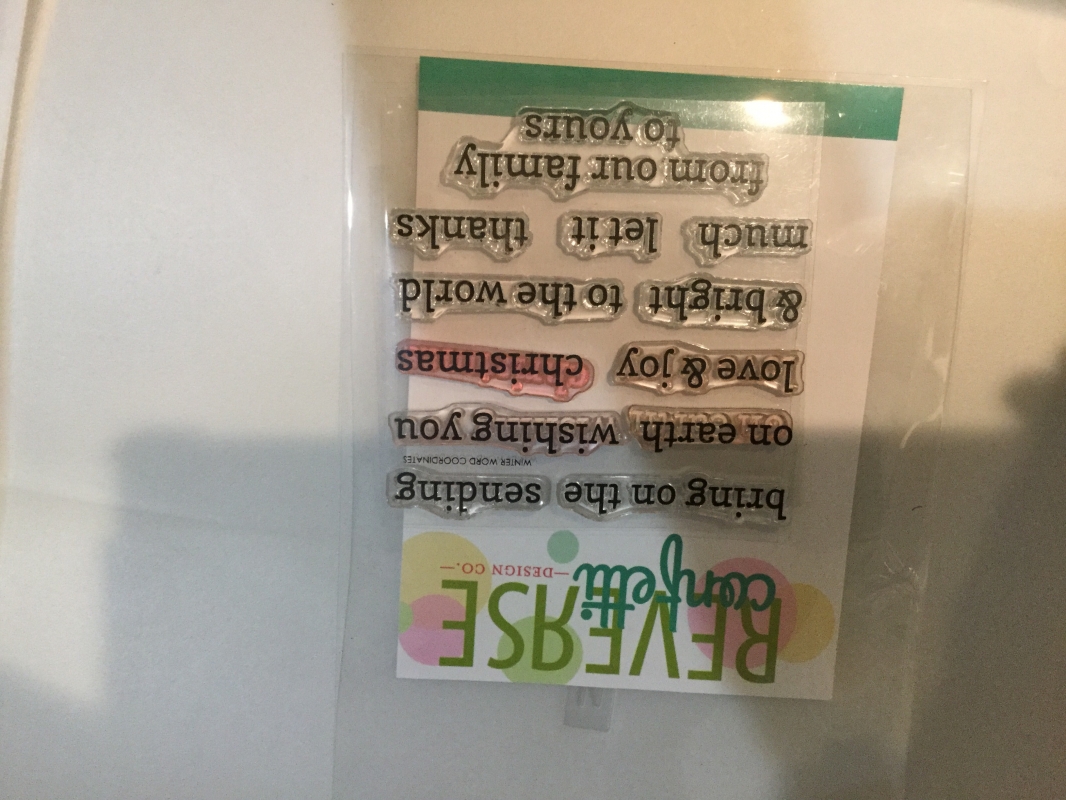 REVERSE
confetti
—DESIGN CO.—
bring on the sending
WINTER WORD COORDINATES
on earth wishing you
love & joy christmas
& bright to the world
much let it thanks
from our family
to yours